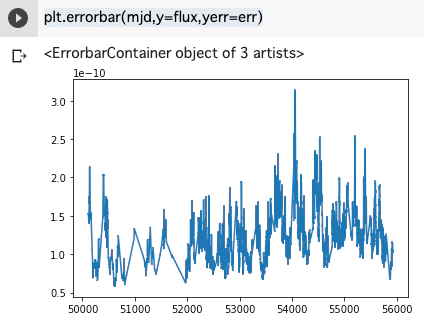 plt.errorbar(mjd,y=flux,yerr=err)
<ErrorbarContainer object of 3 artists>
1e−10
3.0
2.5
2.0
1.5
1.0
0.5
50000 51000 52000 53000 54000 55000 56000